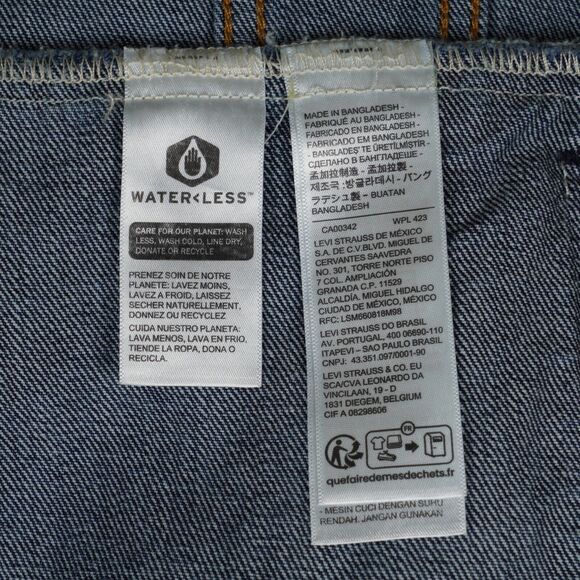 WATER<LESS™
CARE FOR OUR PLANET: WASH
LESS, WASH COLD, LINE DRY,
DONATE OR RECYCLE
PRENEZ SOIN DE NOTRE
PLANETE: LAVEZ MOINS,
LAVEZ A FROID, LAISSEZ
SECHER NATURELLEMENT,
DONNEZ OU RECYCLEZ
CUIDA NUESTRO PLANETA:
LAVA MENOS, LAVA EN FRIO,
TIENDE LA ROPA, DONA O
RECICLA.
MADE IN BANGLADESH -
FABRIQUÉ AU BANGLADESH -
FABRICADO EN BANGLADESH -
FABRICADO EM BANGLADESH
- BANGLADEŞ'TE ÜRETİLMİŞTİR -
СДЕЛАНО В БАНГЛАДЕШЕ -
孟加拉制造 - 孟加拉製 -
제조국 :방글라데시 - バング
ラデシュ製 - BUATAN
BANGLADESH
CA00342 WPL 423
LEVI STRAUSS DE MÉXICO
S.A. DE C.V.BLVD. MIGUEL DE
CERVANTES SAAVEDRA
NO. 301, TORRE NORTE PISO
7 COL. AMPLIACIÓN
GRANADA C.P. 11529
ALCALDÍA. MIGUEL HIDALGO
CIUDAD DE MÉXICO, MÉXICO
RFC: LSM660818M98
LEVI STRAUSS DO BRASIL
AV. PORTUGAL, 400 06690-110
ITAPEVI – SAO PAULO BRASIL
CNPJ: 43.351.097/0001-90
LEVI STRAUSS & CO. EU
SCA/CVA LEONARDO DA
VINCILAAN, 19 - D
1831 DIEGEM, BELGIUM
CIF A 08298606
FR
quefairedemesdechets.fr
- MESIN CUCI DENGAN SUHU
RENDAH. JANGAN GUNAKAN